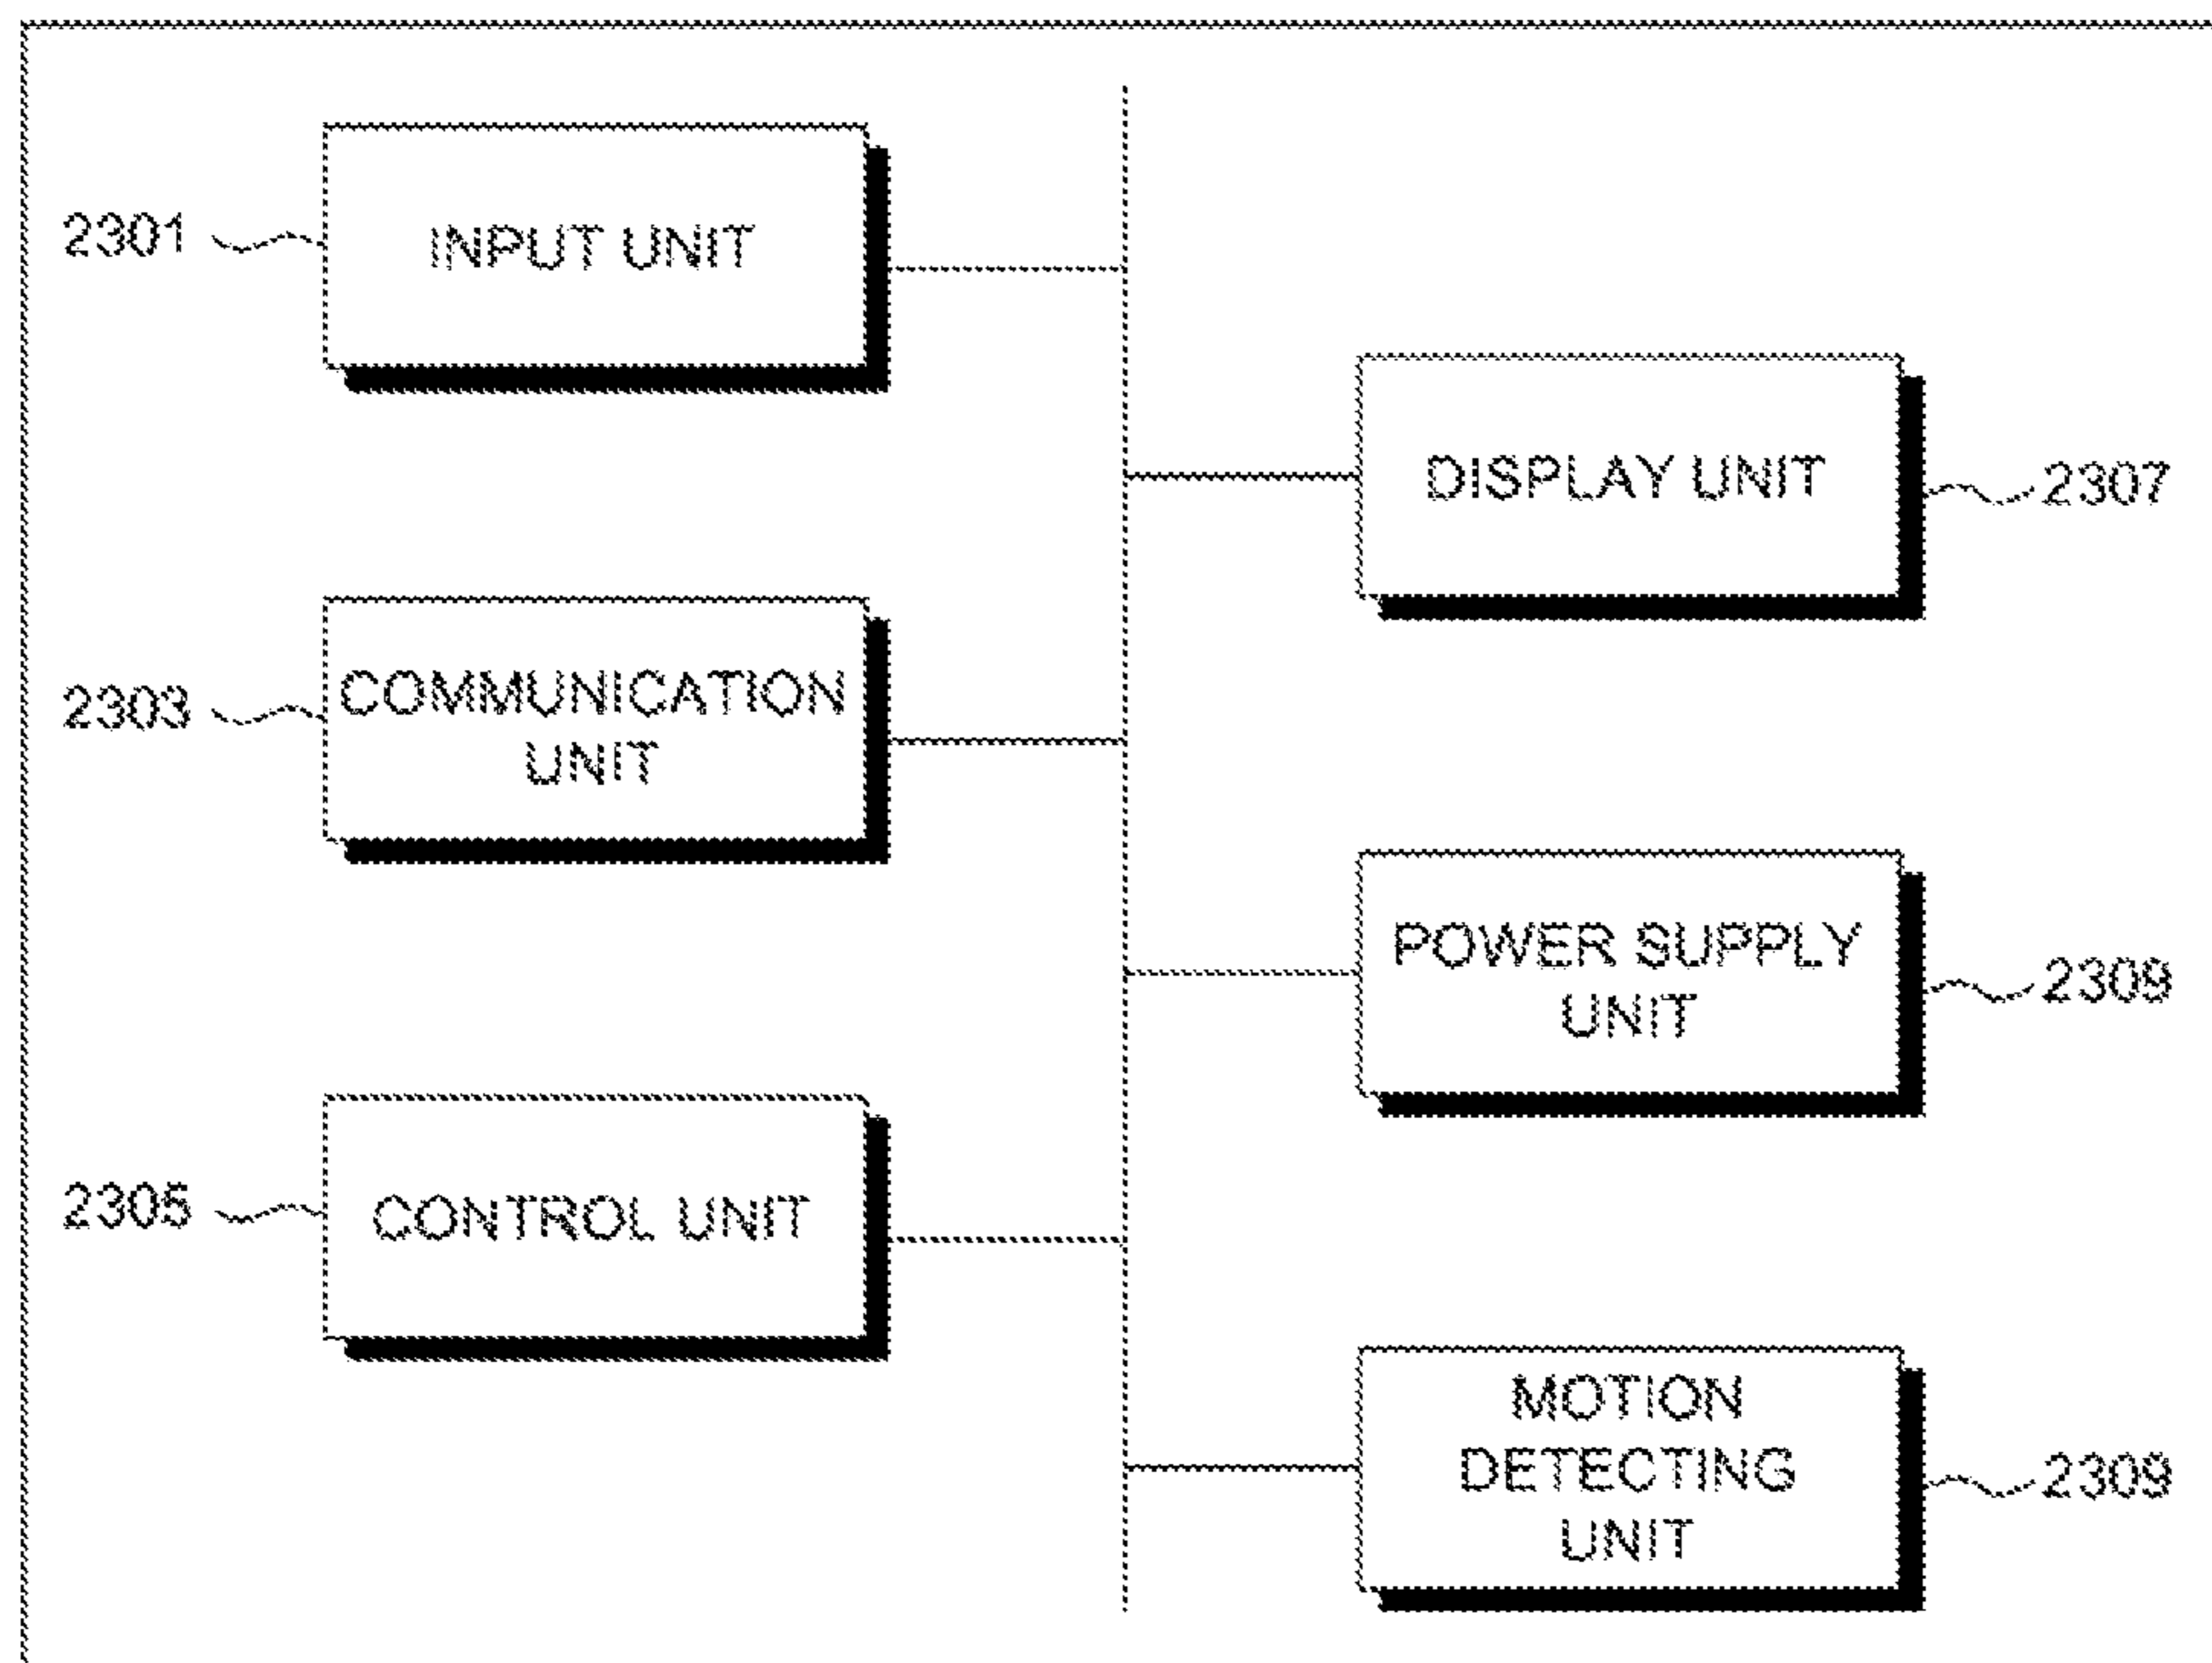 2301
INPUT UNIT
DISPLAY UNIT
2307
2303
COMMUNICATION
UNIT
POWER SUPPLY
UNIT
2309
2305
CONTROL UNIT
MOTION
DETECTING
UNIT
2309